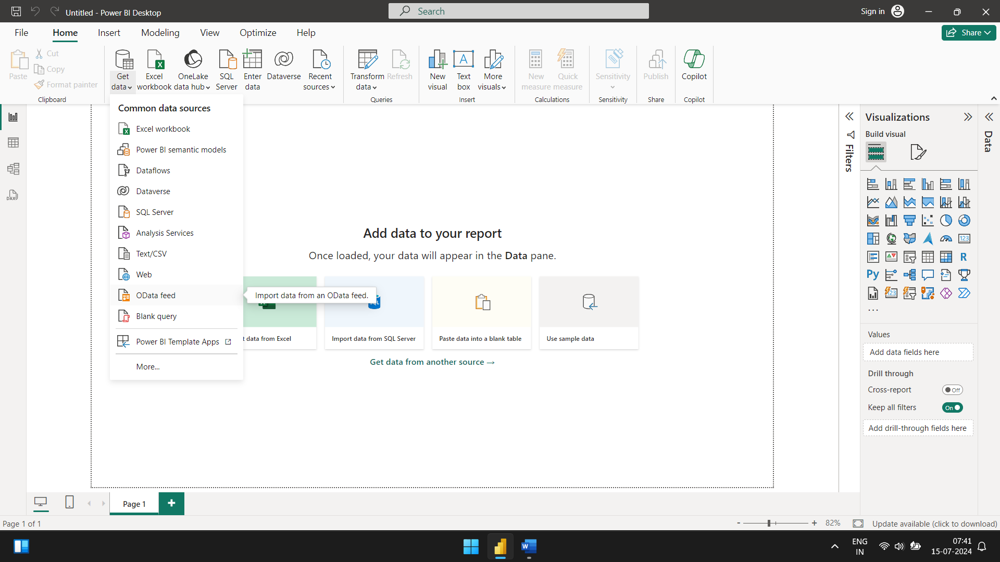 Untitled - Power BI Desktop
Search
Sign in
File
Home
Insert
Modeling
View
Optimize
Help
Share
Paste
Cut
Copy
Format painter
Clipboard
Get
data
Excel
workbook
OneLake
data hub
SQL
Server
Enter
data
Dataverse
Recent
sources
Transform
data
Refresh
Queries
New
visual
Text
box
More
visuals
Insert
New
measure
Quick
measure
Calculations
Sensitivity
Sensitivity
Publish
Share
Copilot
Copilot
Common data sources
Excel workbook
Power BI semantic models
Dataflows
Dataverse
SQL Server
Analysis Services
Text/CSV
Web
OData feed
Blank query
Power BI Template Apps
More...
Import data from an OData feed.
Add data to your report
Once loaded, your data will appear in the Data pane.
t data from Excel
SQL
Import data from SQL Server
Paste data into a blank table
Use sample data
Get data from another source →
DAX
Filters
Visualizations
Build visual
123
R
Py
123
...
Values
Add data fields here
Drill through
Cross-report
Off
Keep all filters
On
Add drill-through fields here
Data
Page 1
+
Page 1 of 1
- + 82%
Update available (click to download)
W
ENG
IN
07:41
15-07-2024